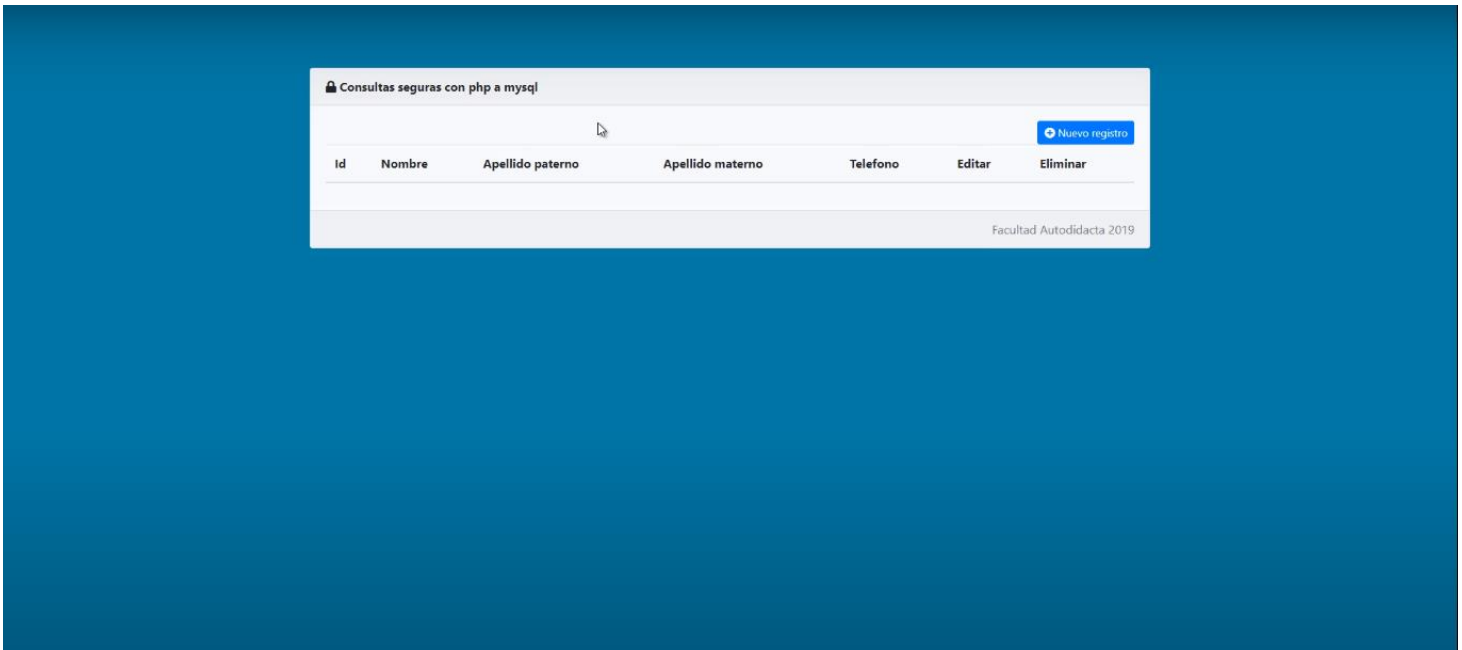 Consultas seguras con php a mysql
Nuevo registro
Id Nombre Apellido paterno Apellido materno Telefono Editar Eliminar
Facultad Autodidacta 2019